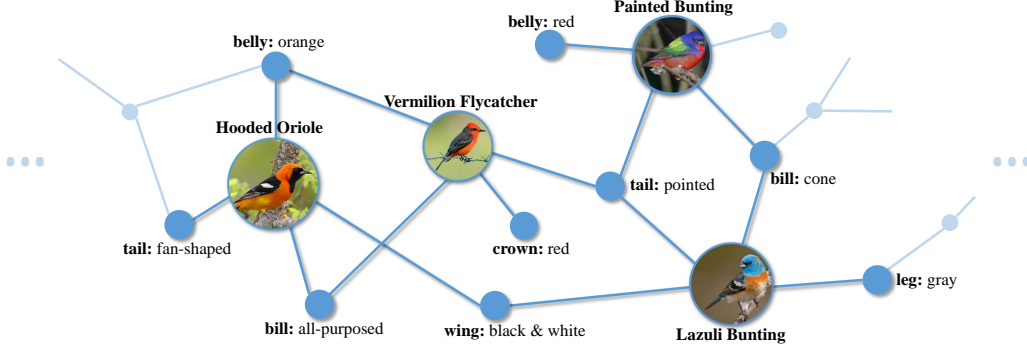 Painted Bunting
belly: red
belly: orange
Vermilion Flycatcher
Hooded Oriole
tail: pointed
bill: cone
tail: fan-shaped
crown: red
leg: gray
bill: all-purposed
wing: black & white
Lazuli Bunting